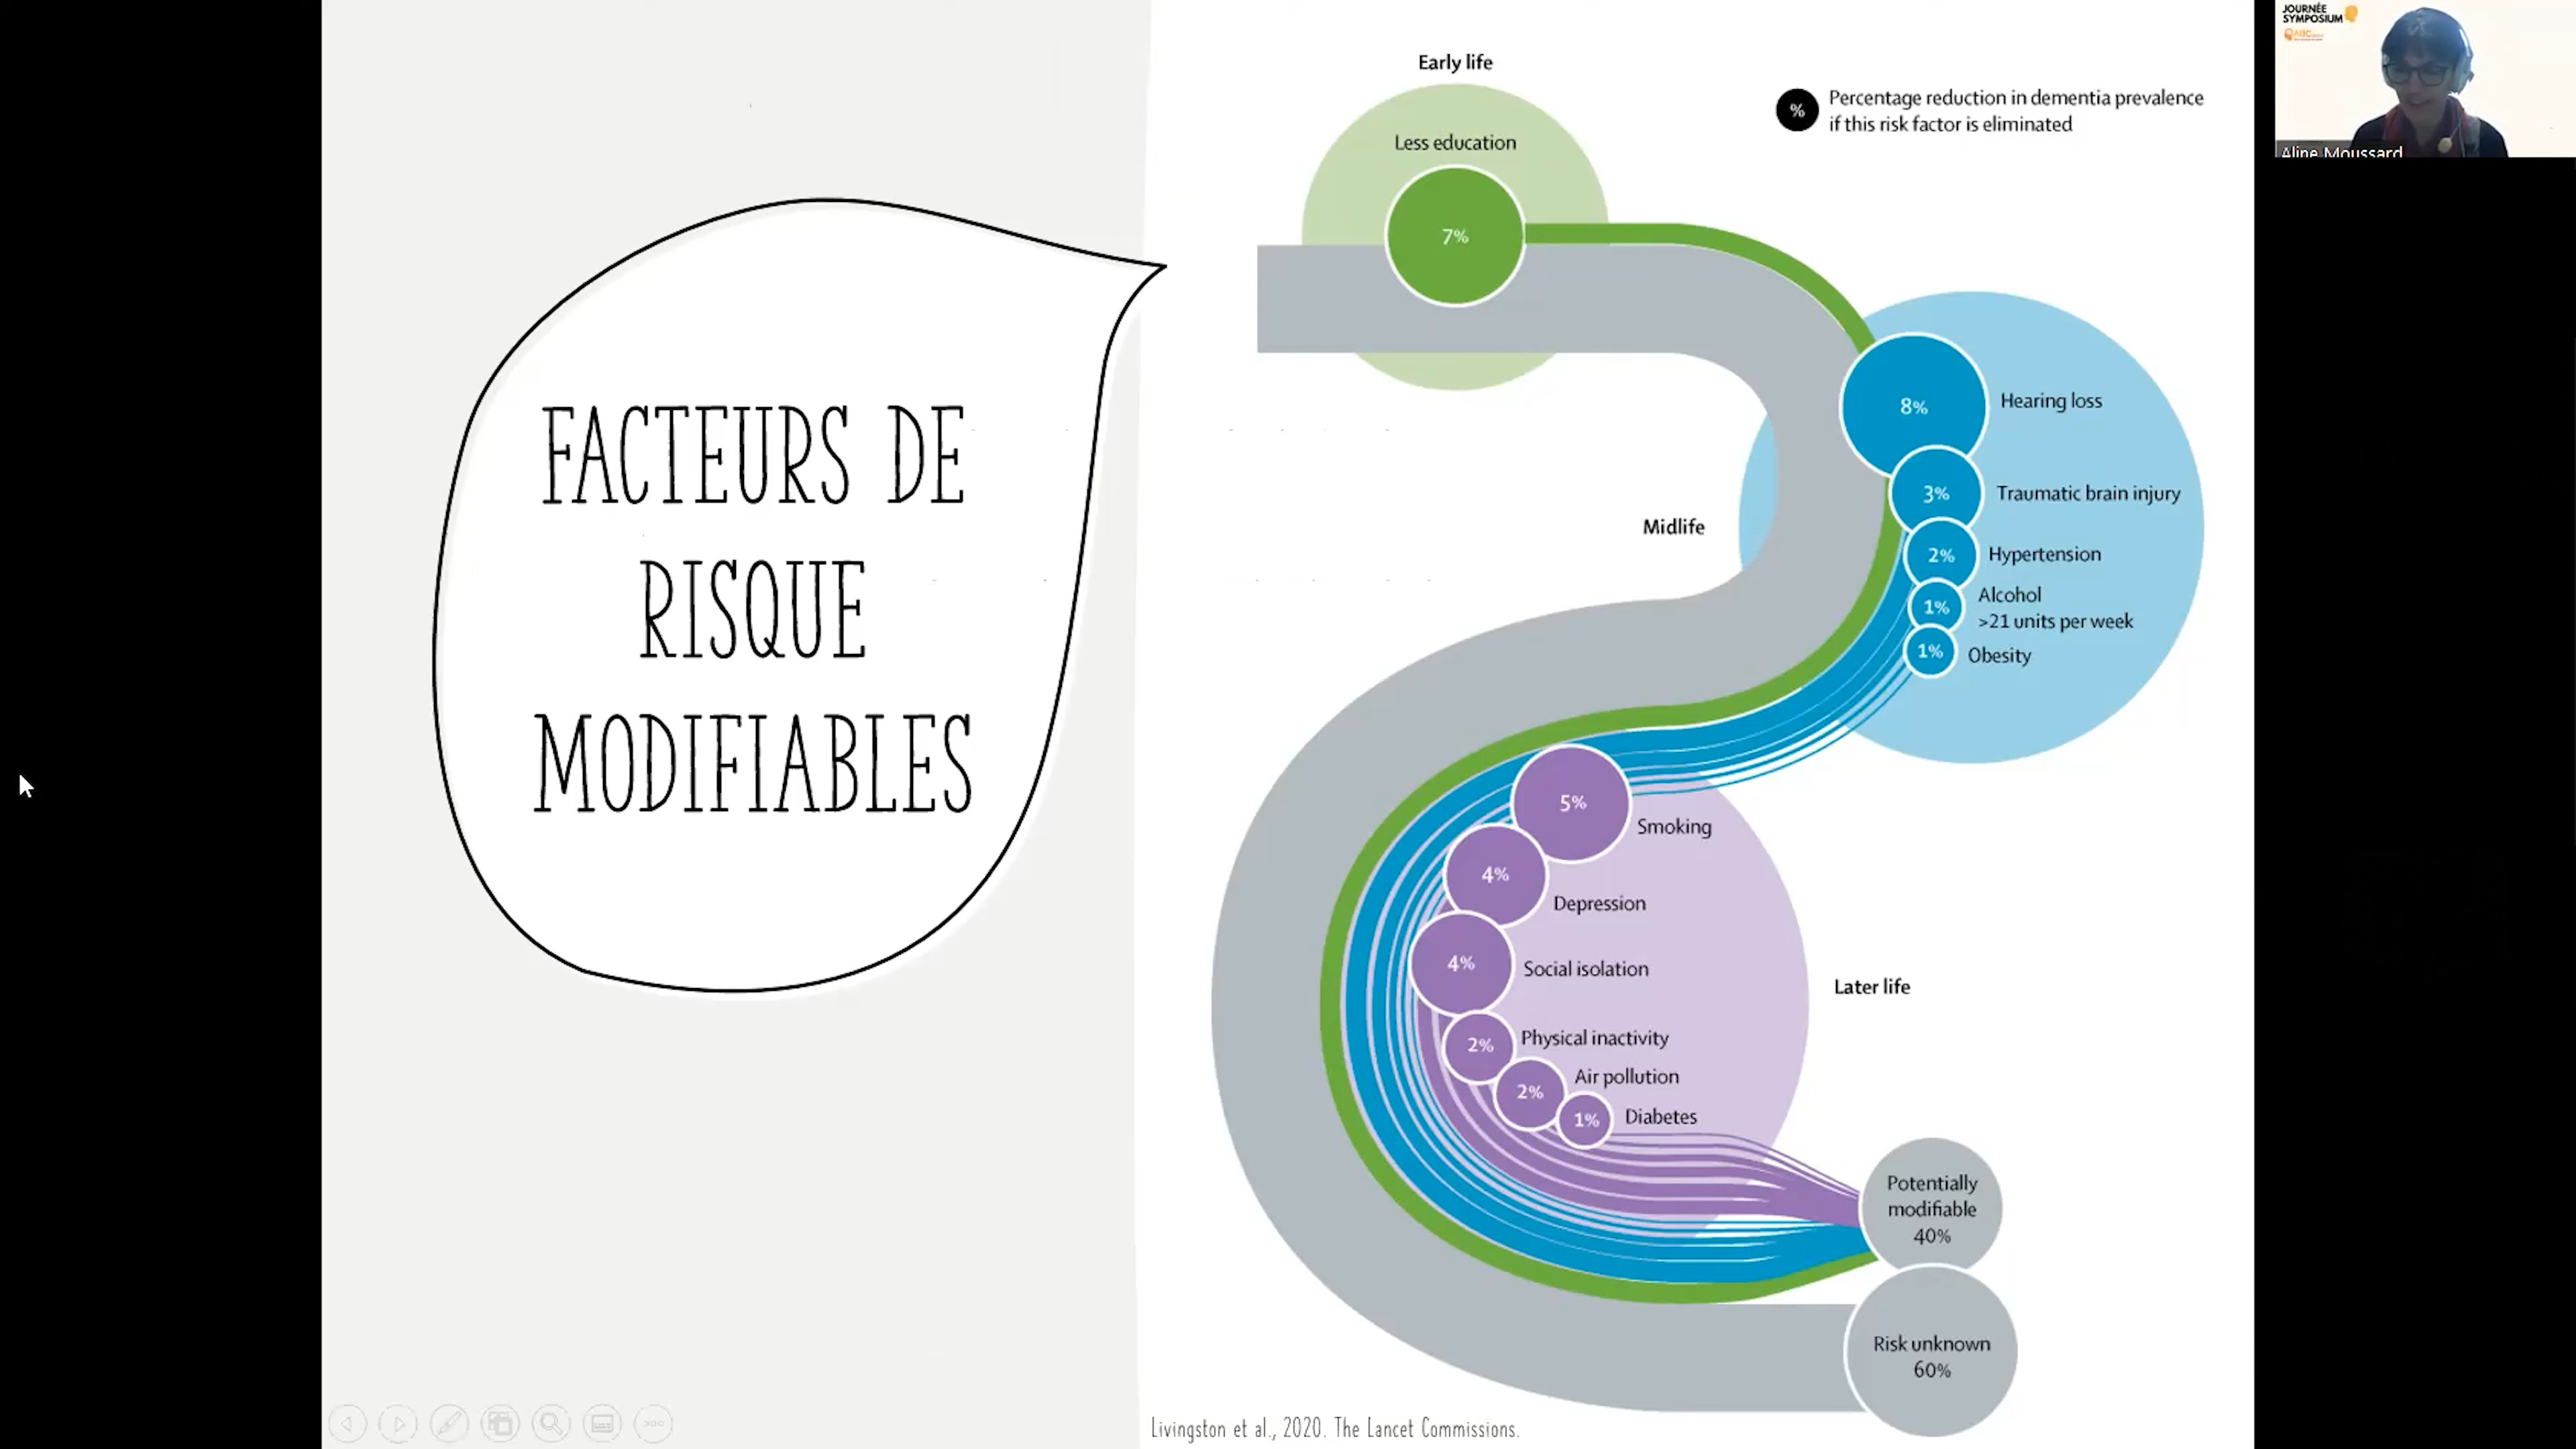 FACTEURS DE
RISQUE
MODIFIABLES
Early life
Less education
7%
%
Percentage reduction in dementia prevalence
if this risk factor is eliminated
8%
Hearing loss
3%
Traumatic brain injury
Midlife
2%
Hypertension
1%
Alcohol
>21 units per week
1%
Obesity
5%
Smoking
4%
Depression
4%
Social isolation
Later life
2%
Physical inactivity
2%
Air pollution
1%
Diabetes
Potentially
modifiable
40%
Risk unknown
60%
Livingston et al., 2020. The Lancet Commissions.
JOURNÉE
SYMPOSIUM
Aline Moussard